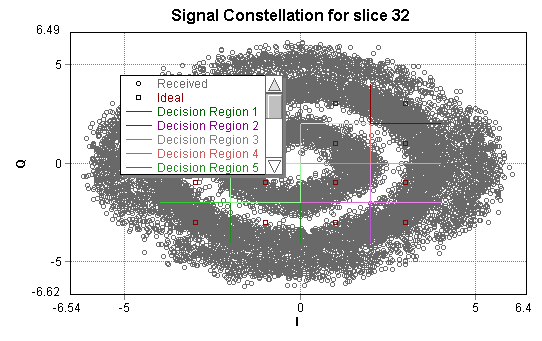 Signal Constellation for slice 32
6.49
5
Received
Ideal
Decision Region 1
Decision Region 2
Decision Region 3
Decision Region 4
Decision Region 5
Q
0
-5
-6.62
-6.54
-5
0
5
6.4
I